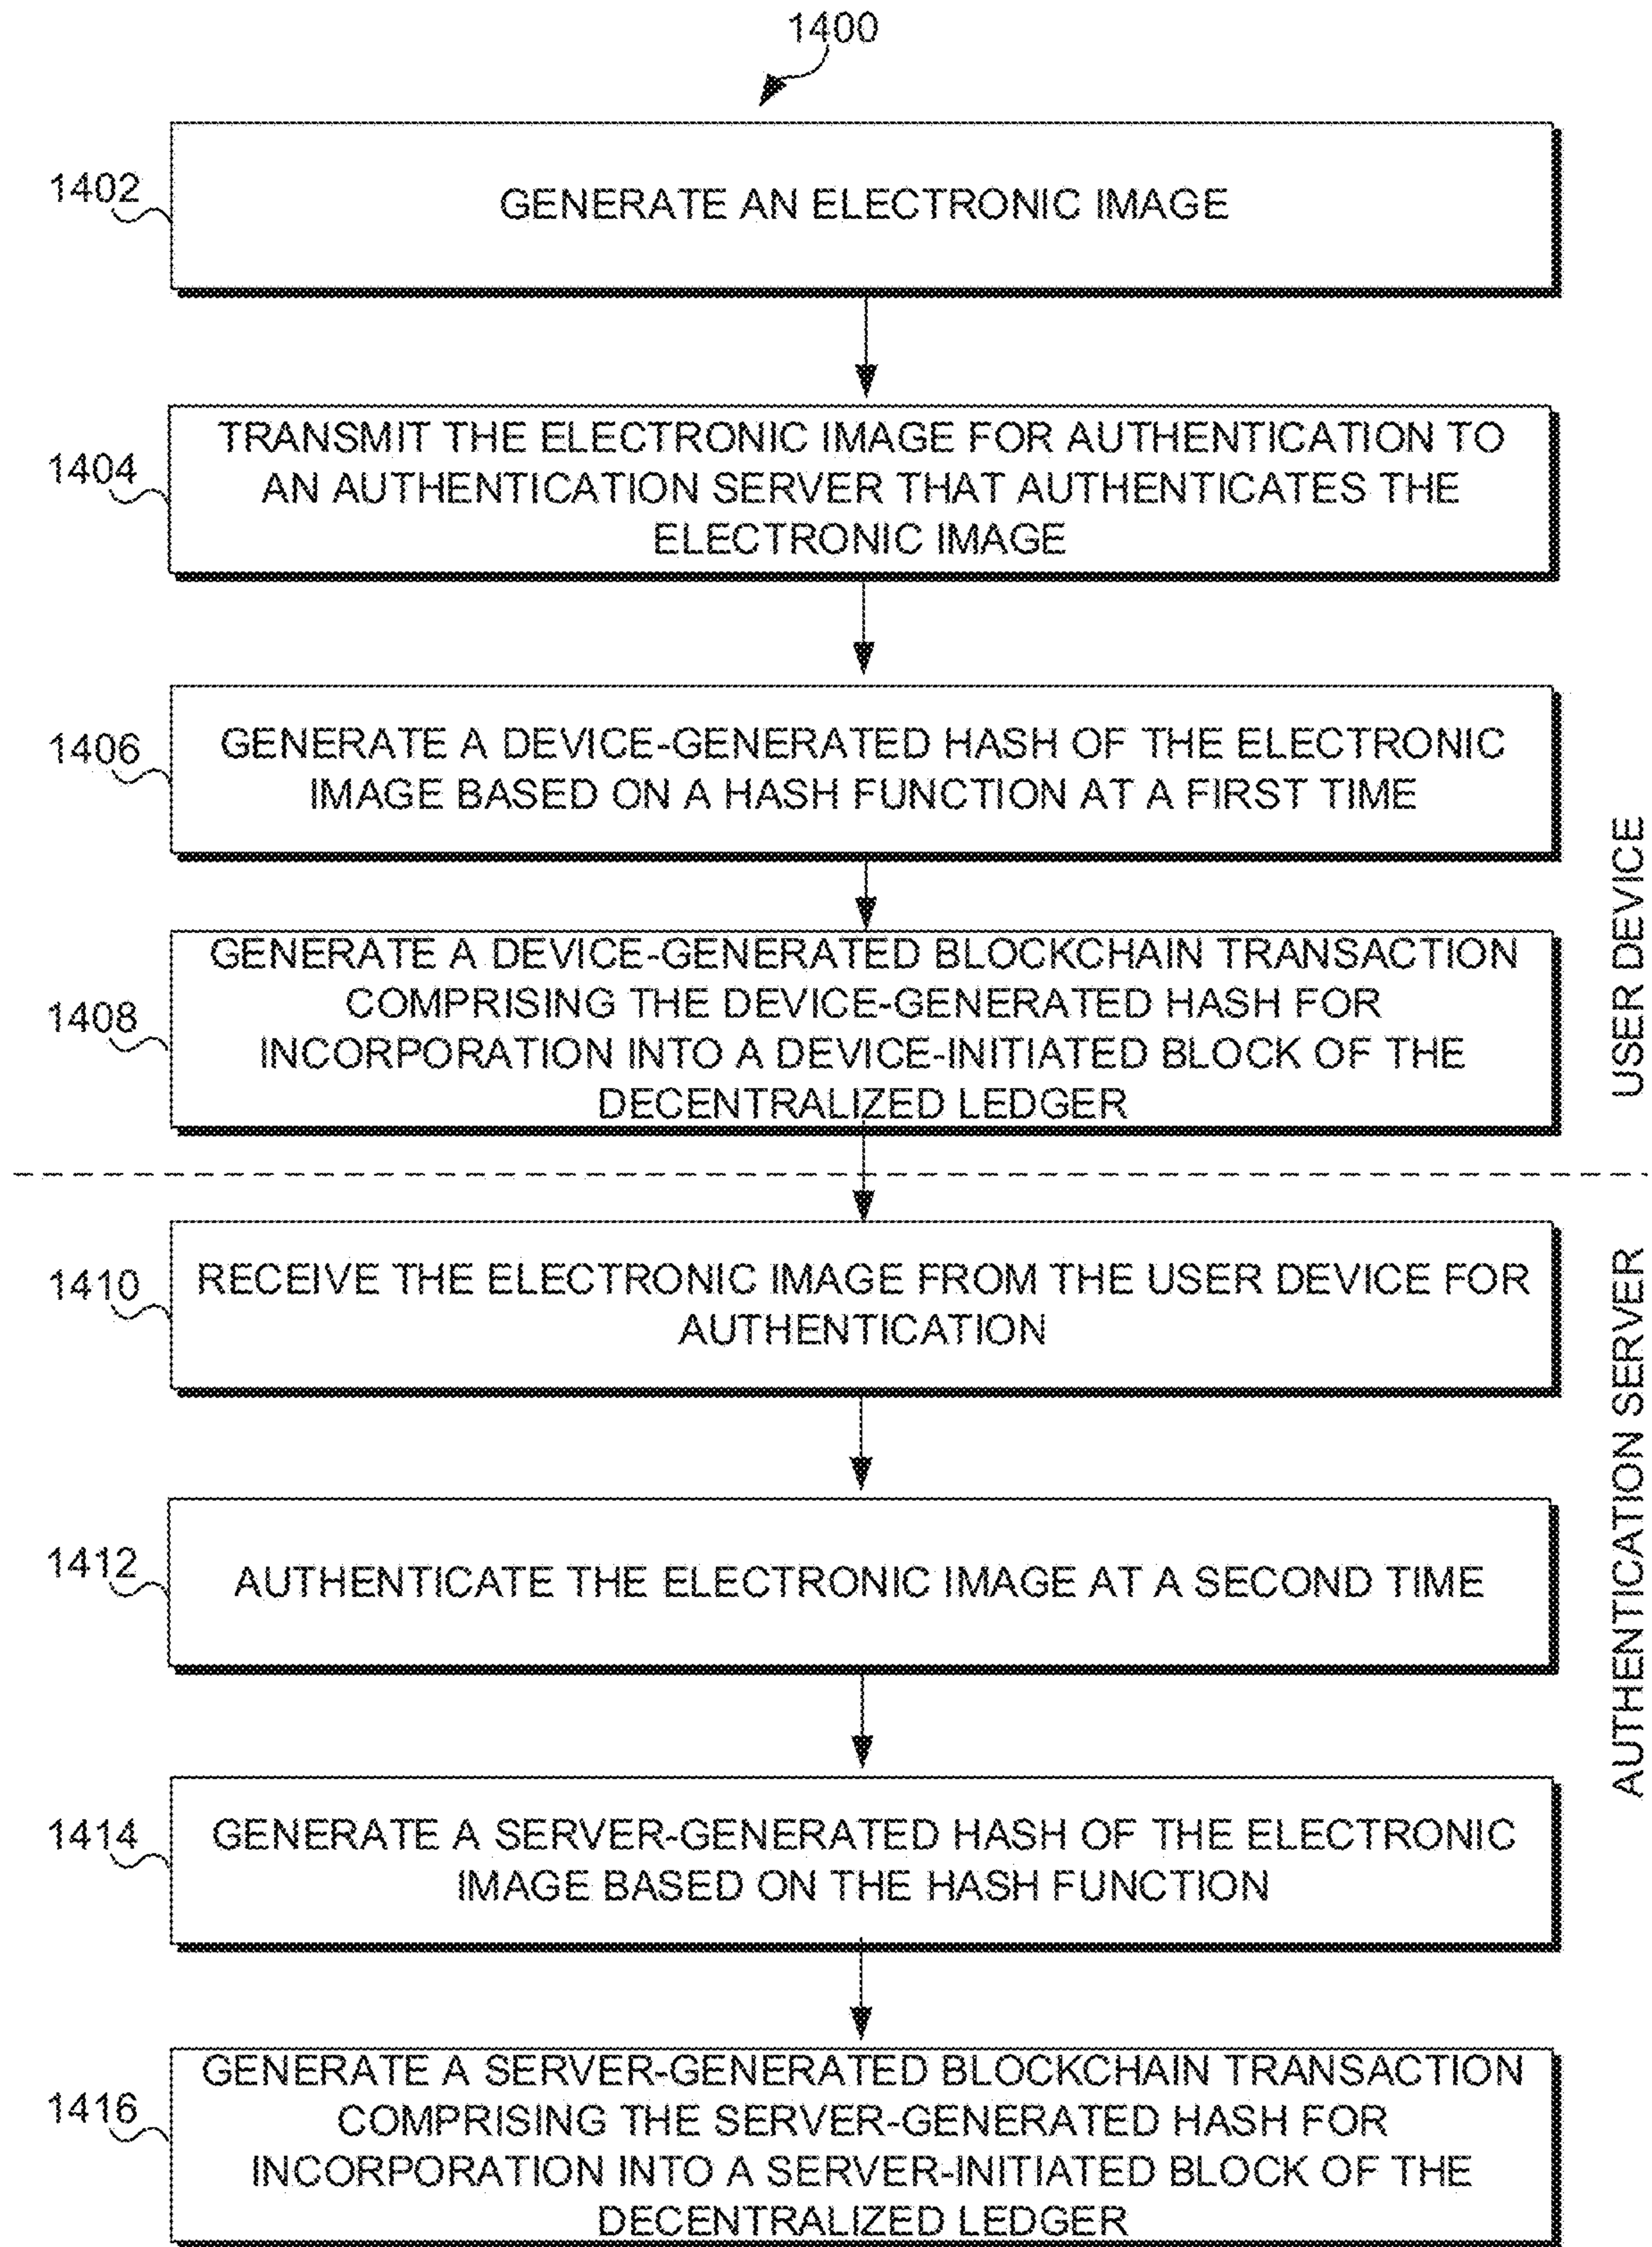 1400
1402
GENERATE AN ELECTRONIC IMAGE
1404
TRANSMIT THE ELECTRONIC IMAGE FOR AUTHENTICATION TO
AN AUTHENTICATION SERVER THAT AUTHENTICATES THE
ELECTRONIC IMAGE
1406
GENERATE A DEVICE-GENERATED HASH OF THE ELECTRONIC
IMAGE BASED ON A HASH FUNCTION AT A FIRST TIME
1408
GENERATE A DEVICE-GENERATED BLOCKCHAIN TRANSACTION
COMPRISING THE DEVICE-GENERATED HASH FOR
INCORPORATION INTO A DEVICE-INITIATED BLOCK OF THE
DECENTRALIZED LEDGER
USER DEVICE
1410
RECEIVE THE ELECTRONIC IMAGE FROM THE USER DEVICE FOR
AUTHENTICATION
1412
AUTHENTICATE THE ELECTRONIC IMAGE AT A SECOND TIME
1414
GENERATE A SERVER-GENERATED HASH OF THE ELECTRONIC
IMAGE BASED ON THE HASH FUNCTION
1416
GENERATE A SERVER-GENERATED BLOCKCHAIN TRANSACTION
COMPRISING THE SERVER-GENERATED HASH FOR
INCORPORATION INTO A SERVER-INITIATED BLOCK OF THE
DECENTRALIZED LEDGER
AUTHENTICATION SERVER